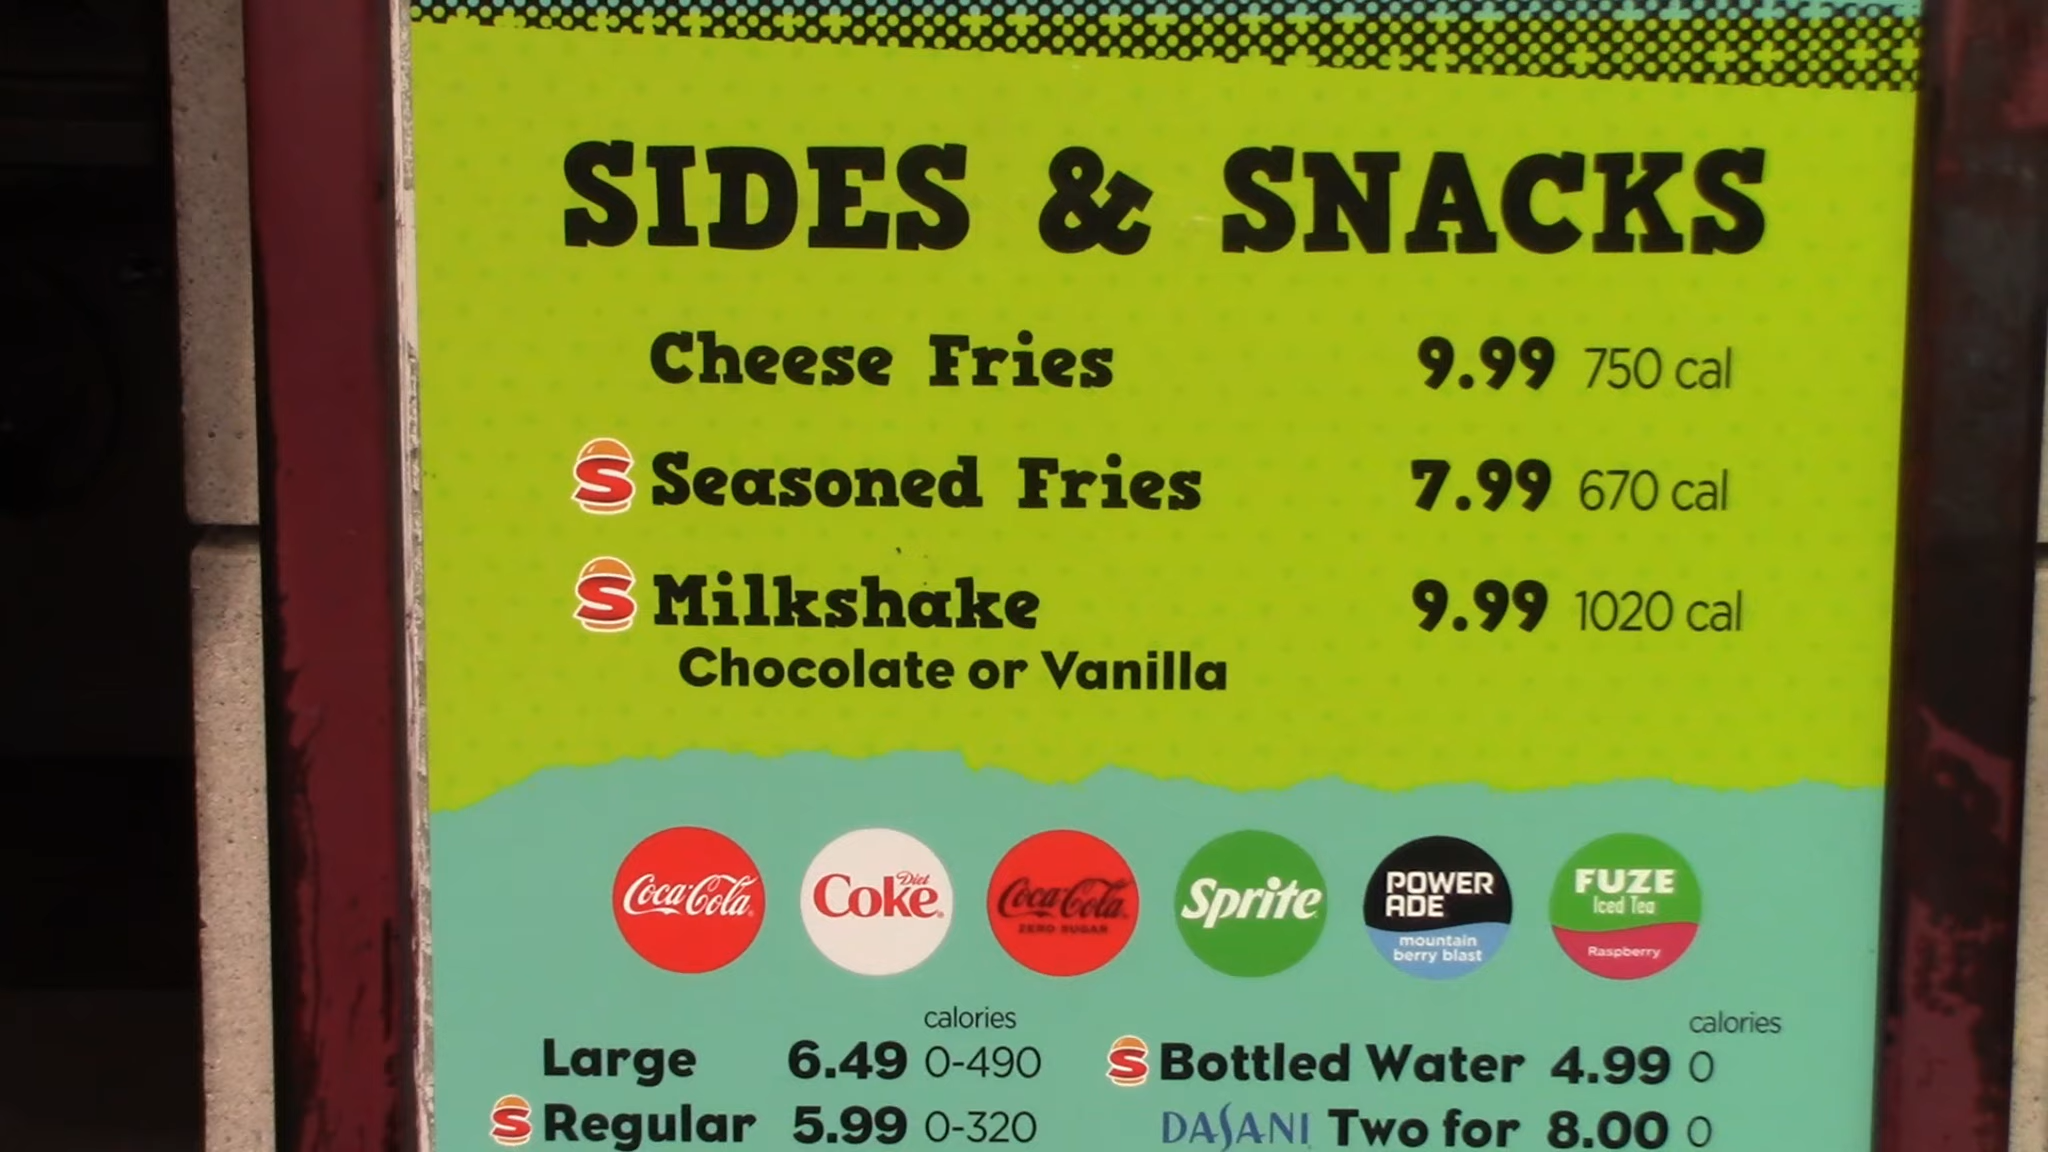 SIDES & SNACKS
Cheese Fries 9.99 750 cal
S Seasoned Fries 7.99 670 cal
S Milkshake 9.99 1020 cal
Chocolate or Vanilla
Coca-Cola
Diet Coke
Coca-Cola ZERO SUGAR
Sprite
POWERADE mountain berry blast
FUZE Iced Tea Raspberry
calories
Large 6.49 0-490
S Regular 5.99 0-320
calories
S Bottled Water 4.99 0
DASANI Two for 8.00 0